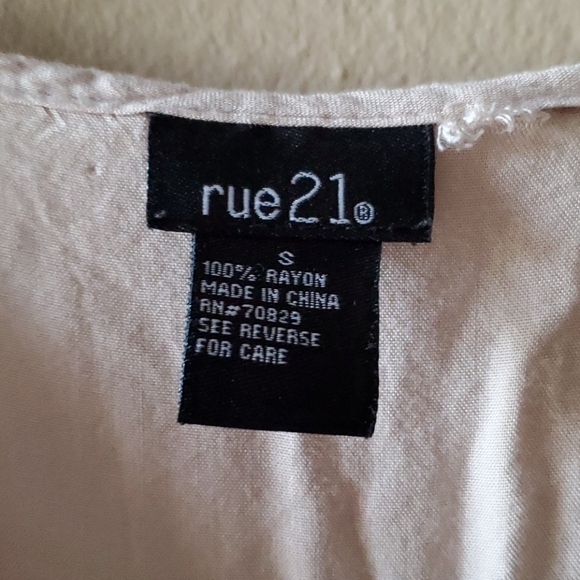 rue21®
S
100% RAYON
MADE IN CHINA
RN#70829
SEE REVERSE
FOR CARE